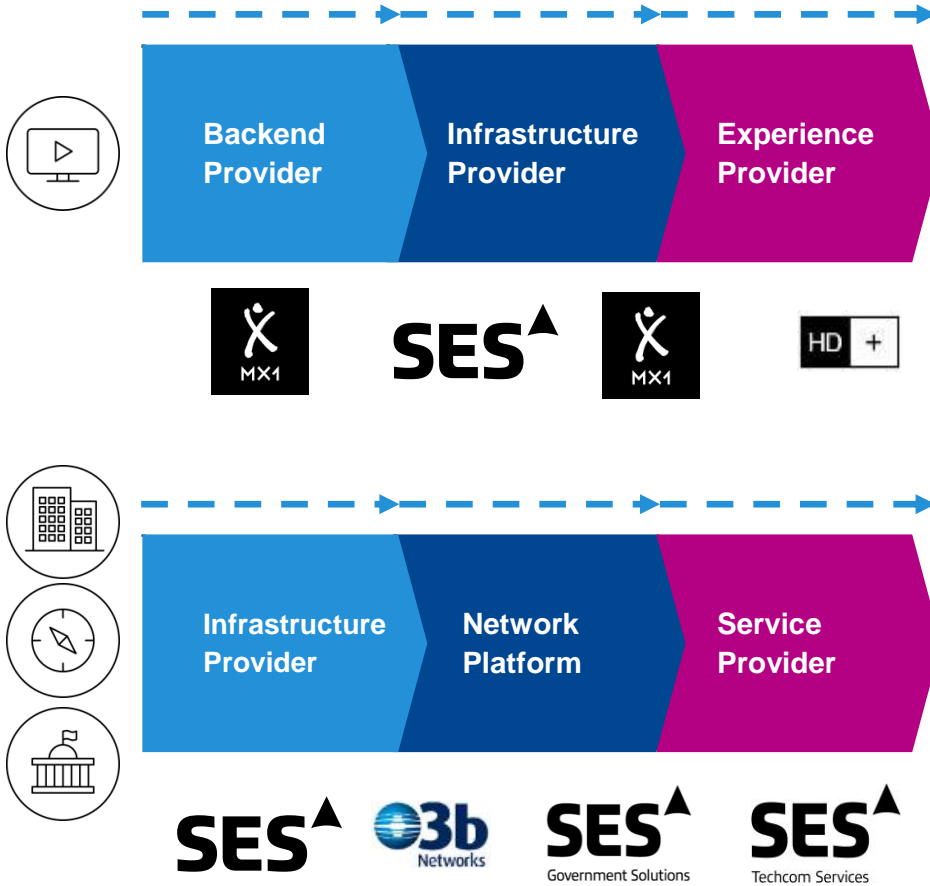 Backend
Provider
Infrastructure
Provider
Experience
Provider
MX1
SES
MX1
HD +
Infrastructure
Provider
Network
Platform
Service
Provider
SES
O3b
Networks
SES
Government Solutions
SES
Techcom Services